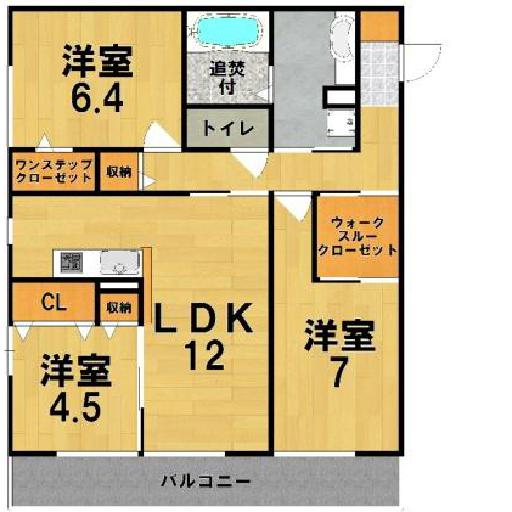 洋室
6.4
追焚
付
トイレ
ワンステップ
クローゼット
収納
ウォーク
スルー
クローゼット
CL
収納
LDK
12
洋室
7
洋室
4.5
バルコニー